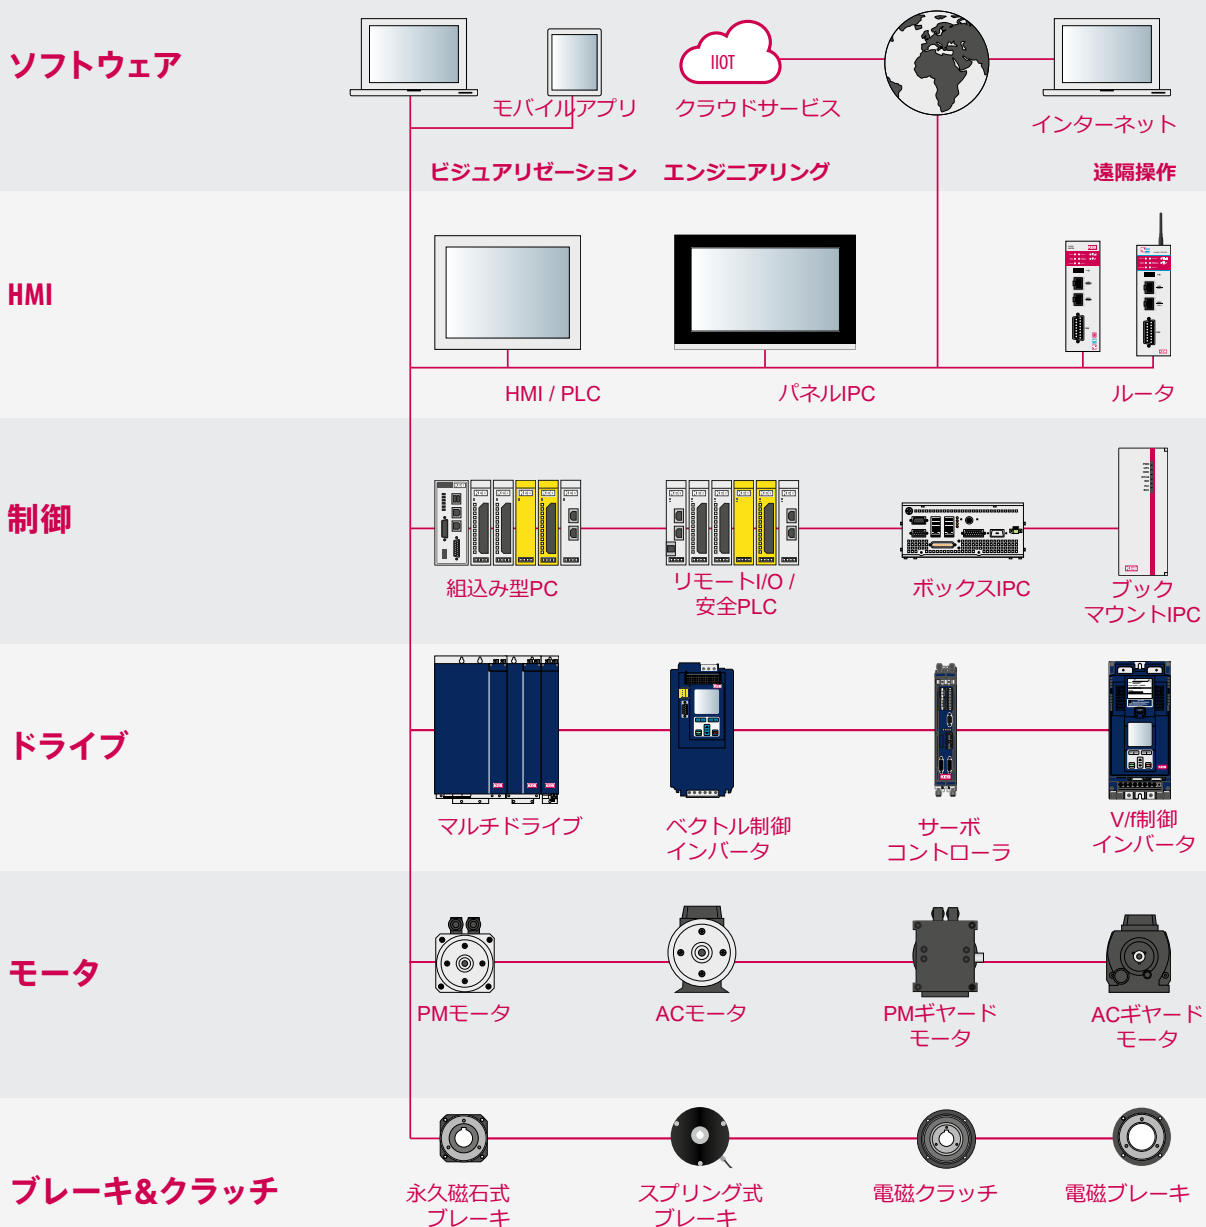 ソフトウェア
IIOT
モバイルアプリ
クラウドサービス
インターネット
ビジュアリゼーション
エンジニアリング
遠隔操作
HMI
HMI / PLC
パネルIPC
ルータ
制御
組込み型PC
リモートI/O /
安全PLC
ボックスIPC
ブック
マウントIPC
ドライブ
マルチドライブ
ベクトル制御
インバータ
サーボ
コントローラ
V/f制御
インバータ
モータ
PMモータ
ACモータ
PMギヤード
モータ
ACギヤード
モータ
ブレーキ&クラッチ
永久磁石式
ブレーキ
スプリング式
ブレーキ
電磁クラッチ
電磁ブレーキ